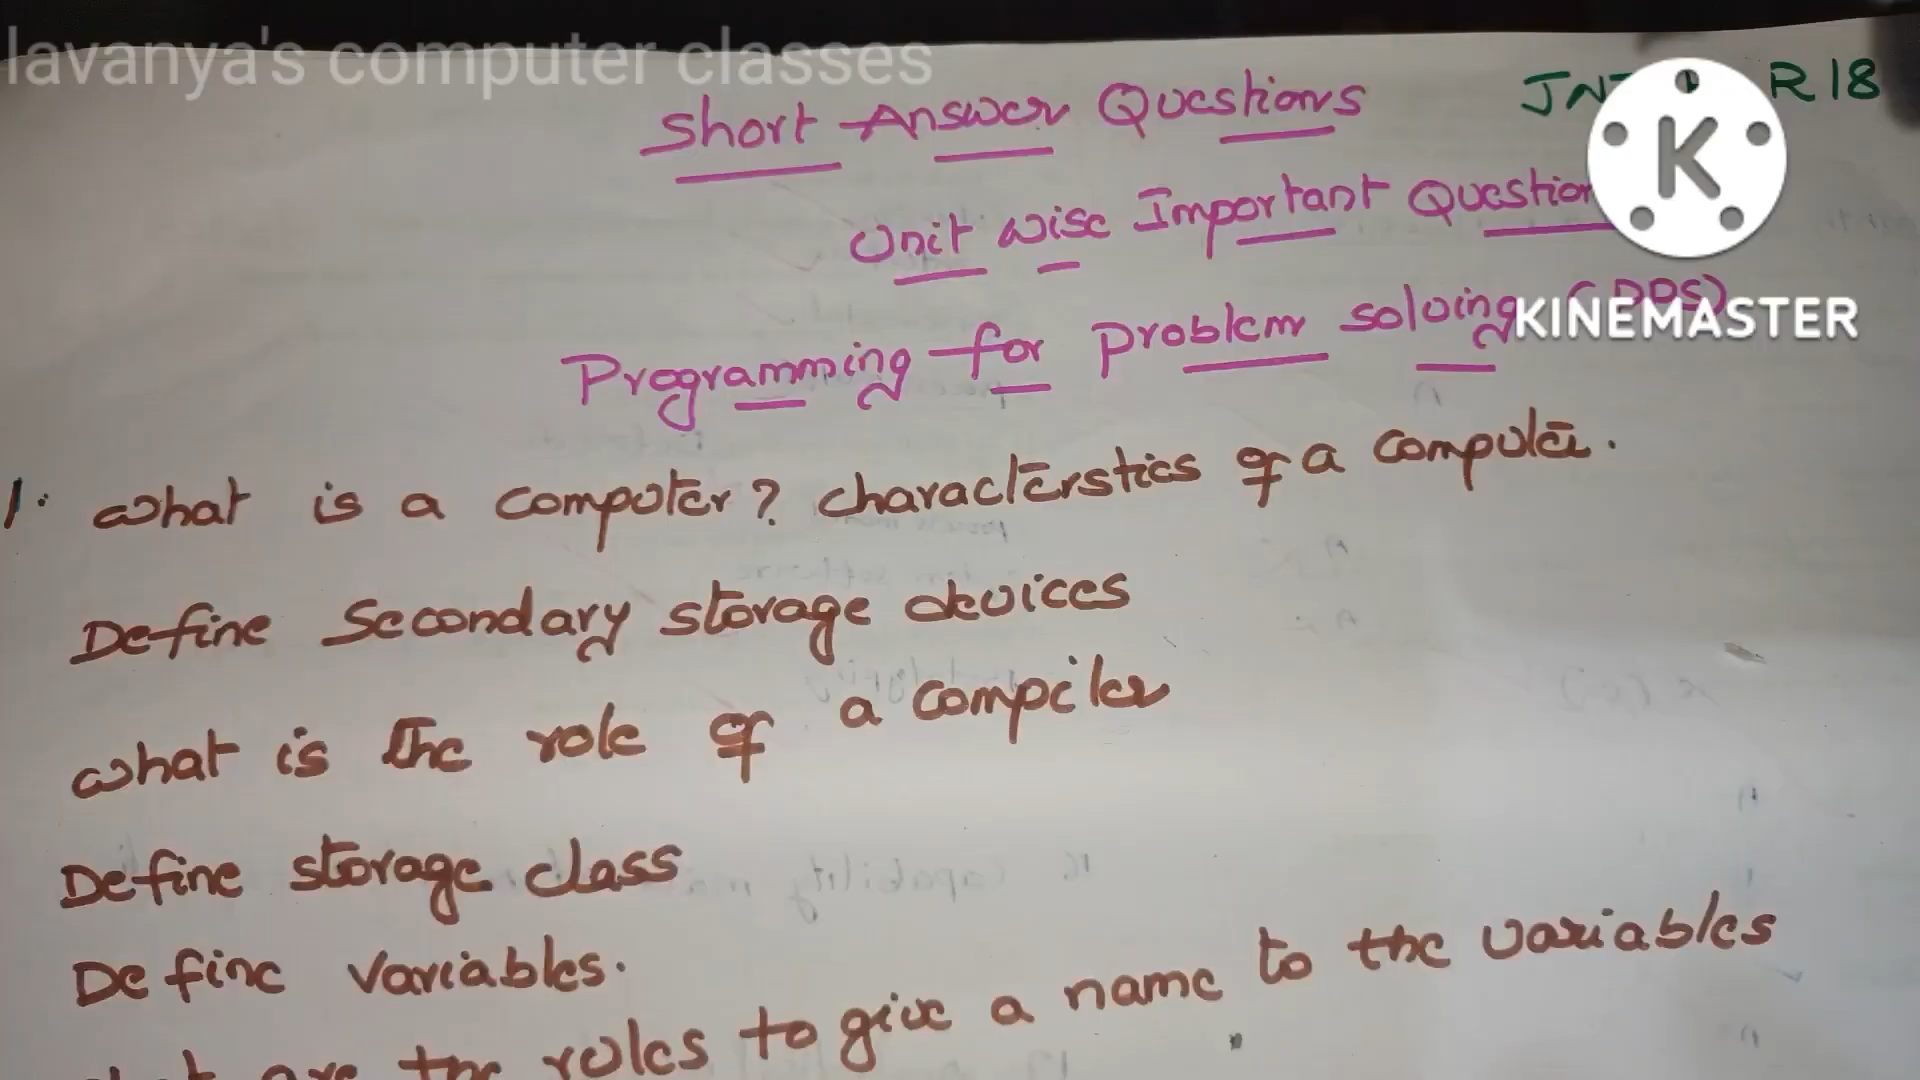 lavanya's computer classes
Short Answer Questions
R18
Unit wise Important Question
KINEMASTER
Programming for problem solving
1. what is a computer? characterstics of a computer.
Define Secondary storage devices
what is the role of a compiler
Define storage class
Define variables.
are the rules to give a name to the variables